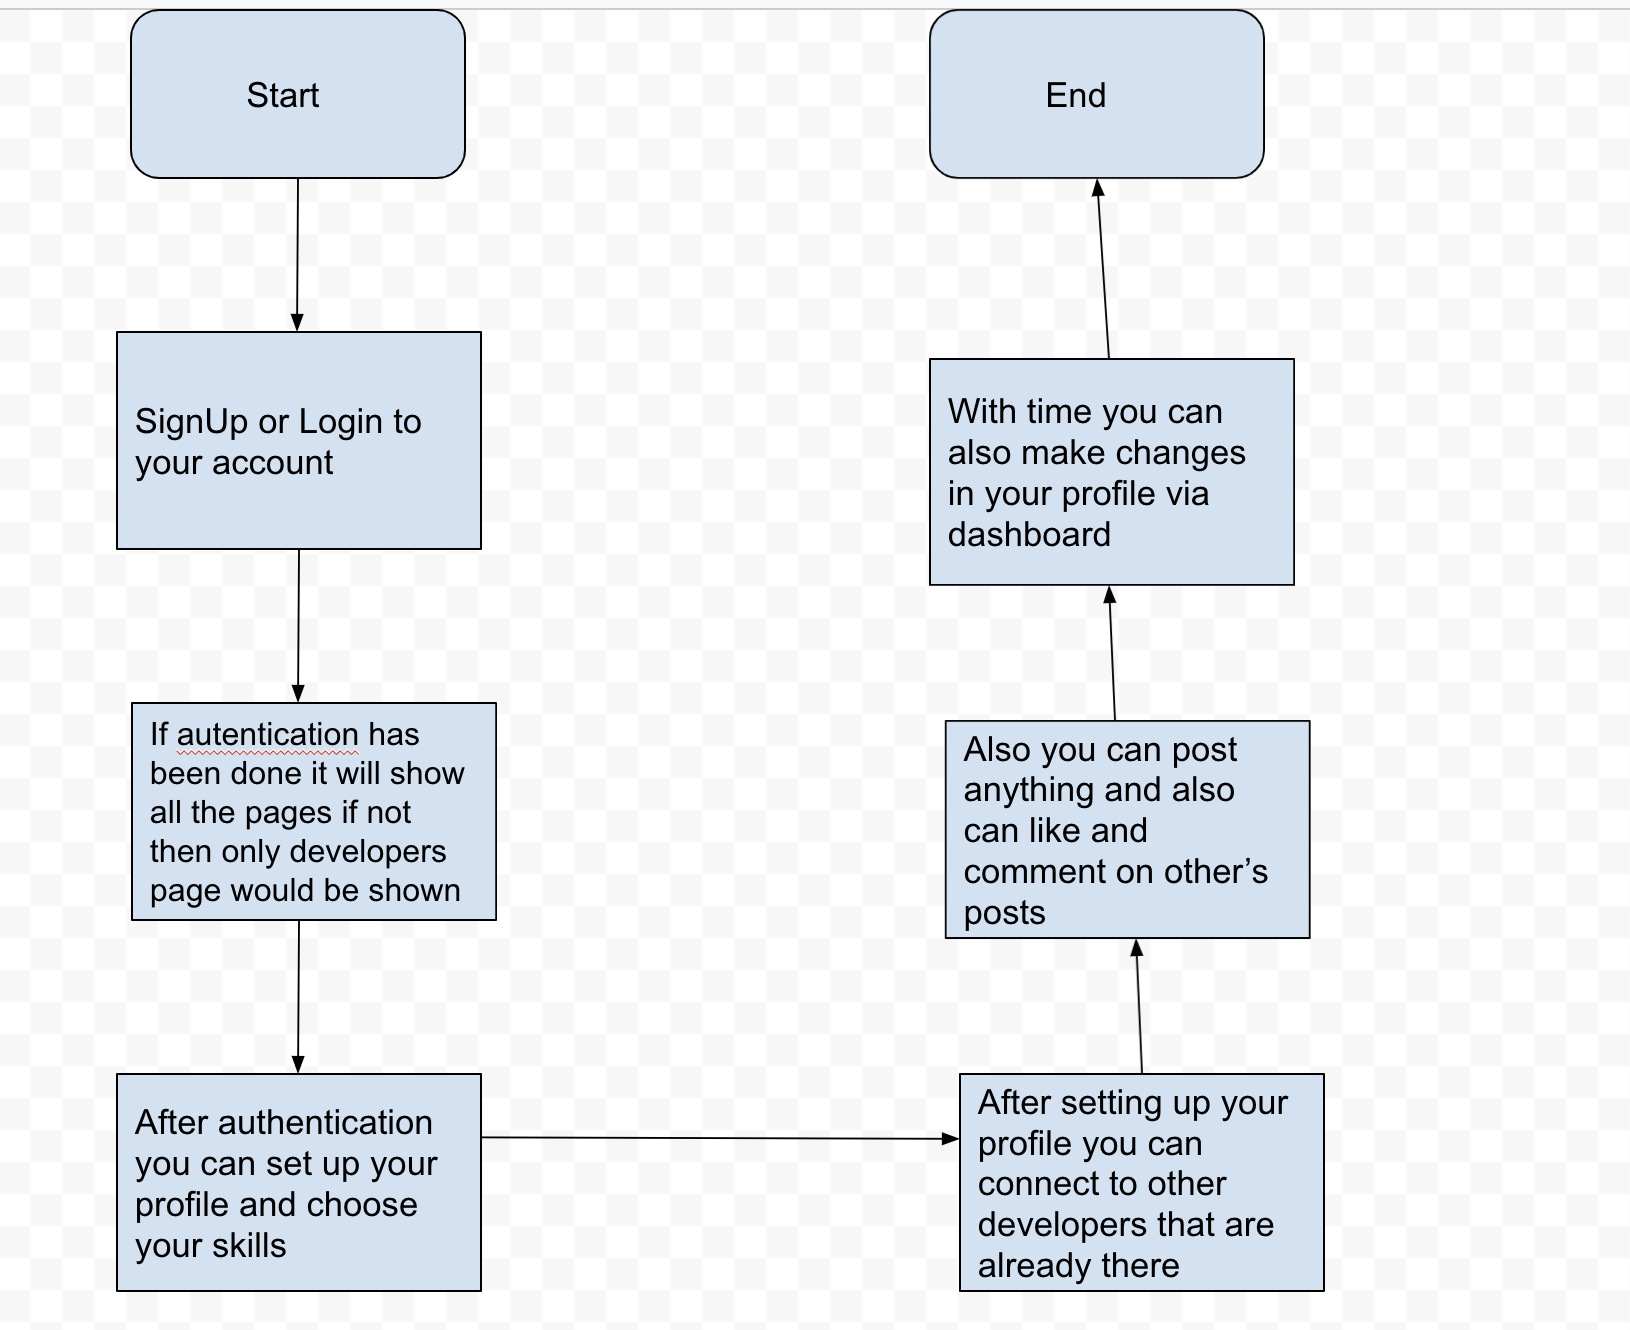 Start
SignUp or Login to
your account
If autentication has
been done it will show
all the pages if not
then only developers
page would be shown
After authentication
you can set up your
profile and choose
your skills
After setting up your
profile you can
connect to other
developers that are
already there
Also you can post
anything and also
can like and
comment on other’s
posts
With time you can
also make changes
in your profile via
dashboard
End